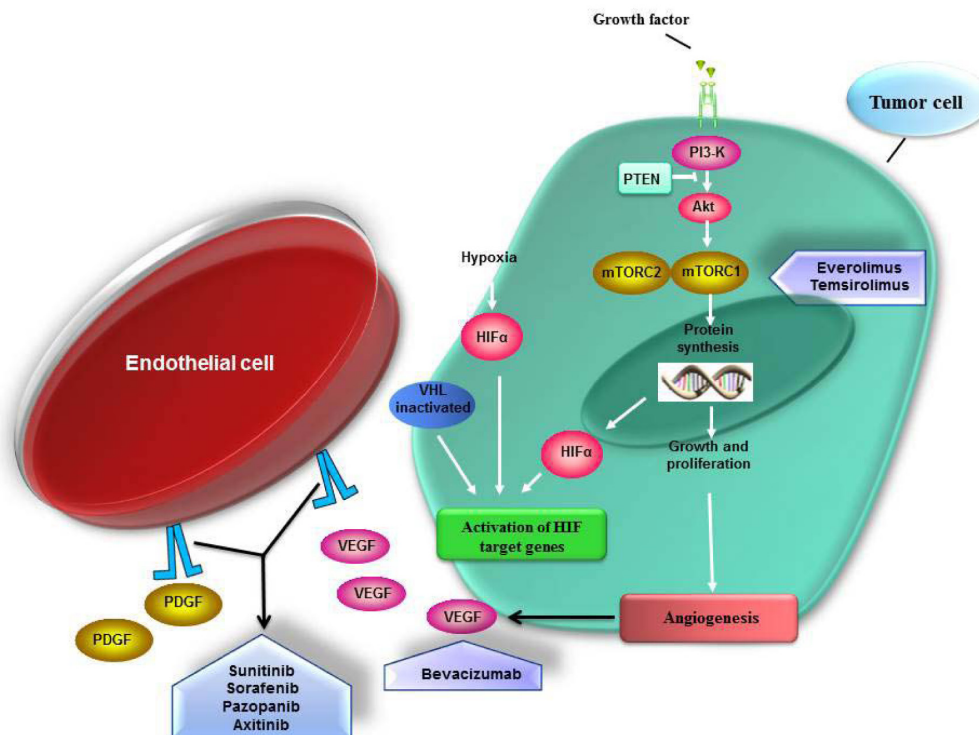 Growth factor
Tumor cell
PI3-K
PTEN
Akt
Hypoxia
mTORC2
mTORC1
Everolimus
Temsirolimus
HIFα
Protein
synthesis
Endothelial cell
VHL
inactivated
HIFα
Growth and
proliferation
Activation of HIF
target genes
VEGF
VEGF
PDGF
VEGF
Angiogenesis
PDGF
Bevacizumab
Sunitinib
Sorafenib
Pazopanib
Axitinib